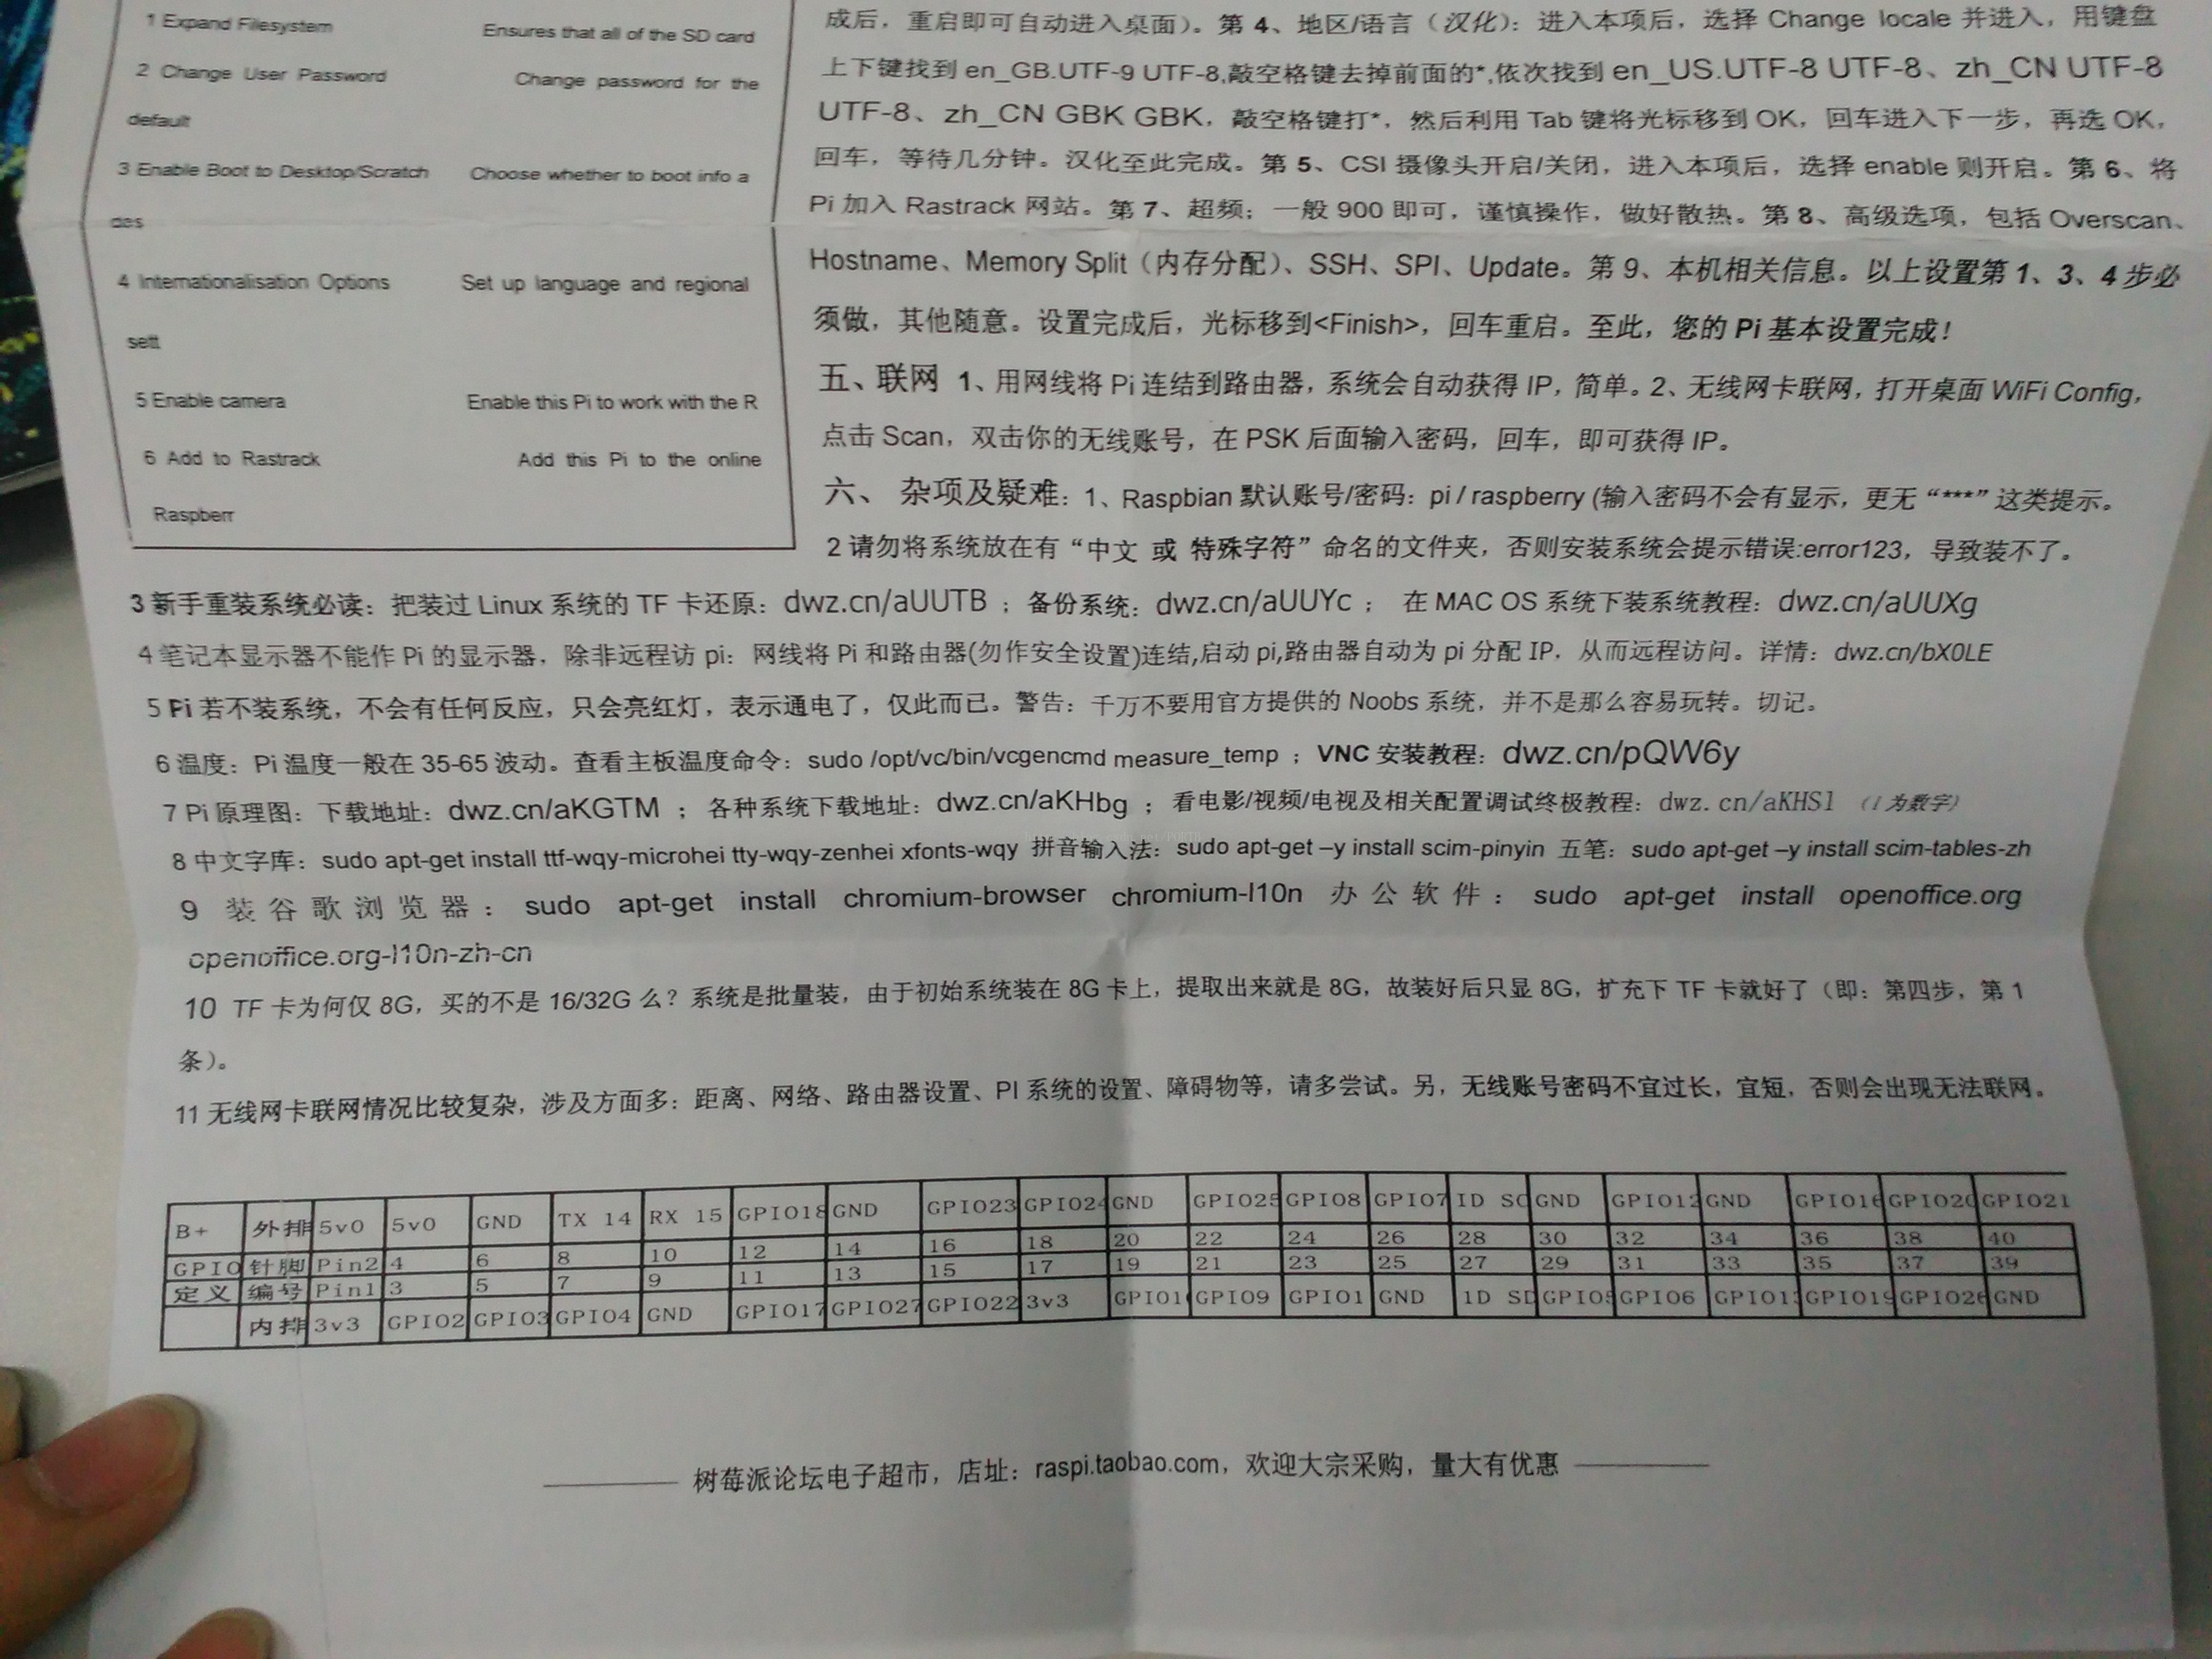 1 Expand Filesystem Ensures that all of the SD card
2 Change User Password Change password for the
default
3 Enable Boot to Desktop/Scratch Choose whether to boot info a
des
4 Internationalisation Options Set up language and regional
sett
5 Enable camera Enable this Pi to work with the R
6 Add to Rastrack Add this Pi to the online
Raspberr
成后，重启即可自动进入桌面）。第 4、地区/语言（汉化）：进入本项后，选择 Change locale 并进入，用键盘
上下键找到 en_GB.UTF-9 UTF-8,敲空格键去掉前面的*,依次找到 en_US.UTF-8 UTF-8、zh_CN UTF-8
UTF-8、zh_CN GBK GBK，敲空格键打*，然后利用 Tab 键将光标移到 OK，回车进入下一步，再选 OK，
回车，等待几分钟。汉化至此完成。第 5、CSI 摄像头开启/关闭，进入本项后，选择 enable 则开启。第 6、将
Pi 加入 Rastrack 网站。第 7、超频；一般 900 即可，谨慎操作，做好散热。第 8、高级选项，包括 Overscan、
Hostname、Memory Split（内存分配）、SSH、SPI、Update。第 9、本机相关信息。以上设置第 1、3、4 步必
须做，其他随意。设置完成后，光标移到<Finish>，回车重启。至此，您的 Pi 基本设置完成！
五、联网 1、用网线将 Pi 连结到路由器，系统会自动获得 IP，简单。2、无线网卡联网，打开桌面 WiFi Config，
点击 Scan，双击你的无线账号，在 PSK 后面输入密码，回车，即可获得 IP。
六、 杂项及疑难：1、Raspbian 默认账号/密码：pi / raspberry (输入密码不会有显示，更无“***”这类提示。
2 请勿将系统放在有“中文 或 特殊字符”命名的文件夹，否则安装系统会提示错误:error123，导致装不了。
3 新手重装系统必读：把装过 Linux 系统的 TF 卡还原：dwz.cn/aUUTB ；备份系统：dwz.cn/aUUYc ； 在 MAC OS 系统下装系统教程：dwz.cn/aUUXg
4 笔记本显示器不能作 Pi 的显示器，除非远程访 pi：网线将 Pi 和路由器(勿作安全设置)连结,启动 pi,路由器自动为 pi 分配 IP，从而远程访问。详情：dwz.cn/bX0LE
5 Pi 若不装系统，不会有任何反应，只会亮红灯，表示通电了，仅此而已。警告：千万不要用官方提供的 Noobs 系统，并不是那么容易玩转。切记。
6 温度：Pi 温度一般在 35-65 波动。查看主板温度命令：sudo /opt/vc/bin/vcgencmd measure_temp ；VNC 安装教程：dwz.cn/pQW6y
7 Pi 原理图：下载地址：dwz.cn/aKGTM ；各种系统下载地址：dwz.cn/aKHbg ；看电影/视频/电视及相关配置调试终极教程：dwz.cn/aKHS1 （1 为数字）
8 中文字库：sudo apt-get install ttf-wqy-microhei tty-wqy-zenhei xfonts-wqy 拼音输入法：sudo apt-get –y install scim-pinyin 五笔：sudo apt-get –y install scim-tables-zh
9 装谷歌浏览器：sudo apt-get install chromium-browser chromium-l10n 办公软件：sudo apt-get install openoffice.org
openoffice.org-l10n-zh-cn
10 TF 卡为何仅 8G，买的不是 16/32G 么？系统是批量装，由于初始系统装在 8G 卡上，提取出来就是 8G，故装好后只显 8G，扩充下 TF 卡就好了（即：第四步，第 1
条）。
11 无线网卡联网情况比较复杂，涉及方面多：距离、网络、路由器设置、PI 系统的设置、障碍物等，请多尝试。另，无线账号密码不宜过长，宜短，否则会出现无法联网。
B+ 外排 5v0 5v0 GND TX 14 RX 15 GPIO18 GND GPIO23 GPIO24 GND GPIO25 GPIO8 GPIO7 ID SC GND GPIO12 GND GPIO16 GPIO20 GPIO21
GPIO 针脚 Pin2 4 6 8 10 12 14 16 18 20 22 24 26 28 30 32 34 36 38 40
定义 编号 Pin1 3 5 7 9 11 13 15 17 19 21 23 25 27 29 31 33 35 37 39
内排 3v3 GPIO2 GPIO3 GPIO4 GND GPIO17 GPIO27 GPIO22 3v3 GPIO10 GPIO9 GPIO1 GND ID SD GPIO5 GPIO6 GPIO13 GPIO19 GPIO26 GND
树莓派论坛电子超市，店址：raspi.taobao.com，欢迎大宗采购，量大有优惠